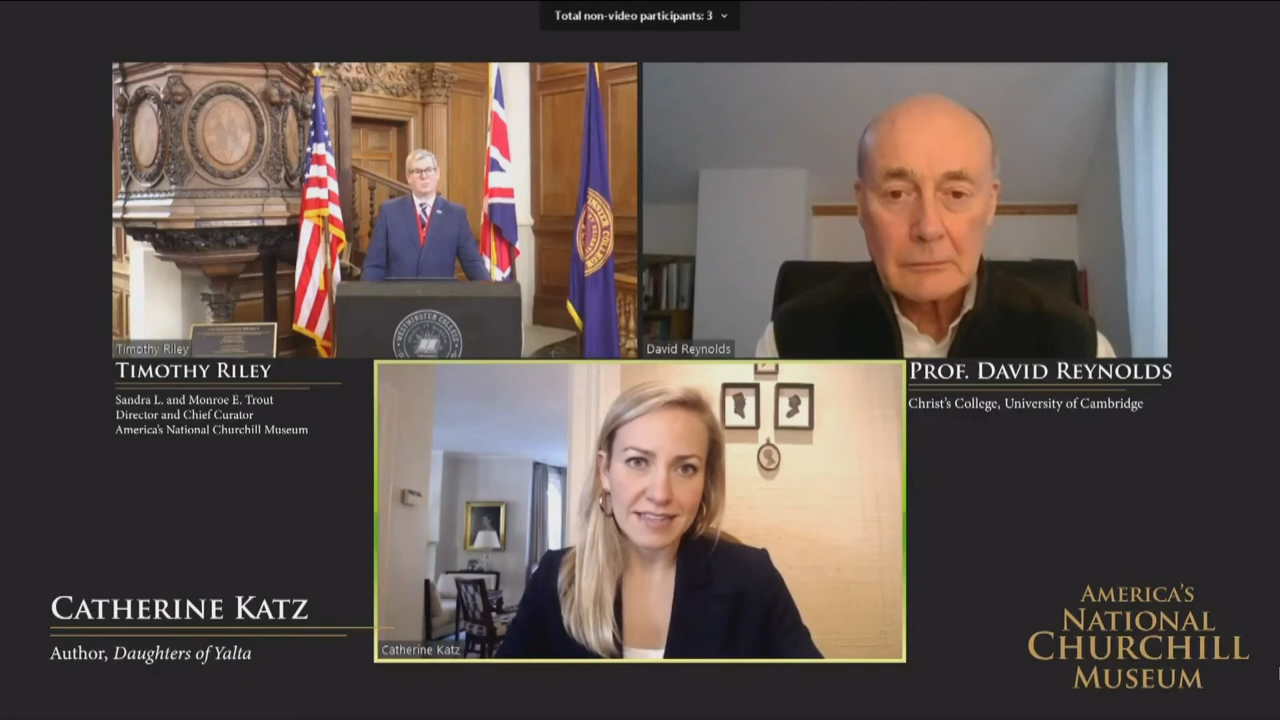 Total non-video participants: 3
Timothy Riley
David Reynolds
WESTMINSTER COLLEGE
TIMOTHY RILEY
Sandra L. and Monroe E. Trout
Director and Chief Curator
America's National Churchill Museum
PROF. DAVID REYNOLDS
Christ's College, University of Cambridge
CATHERINE KATZ
Author, Daughters of Yalta
Catherine Katz
AMERICA'S
NATIONAL
CHURCHILL
MUSEUM